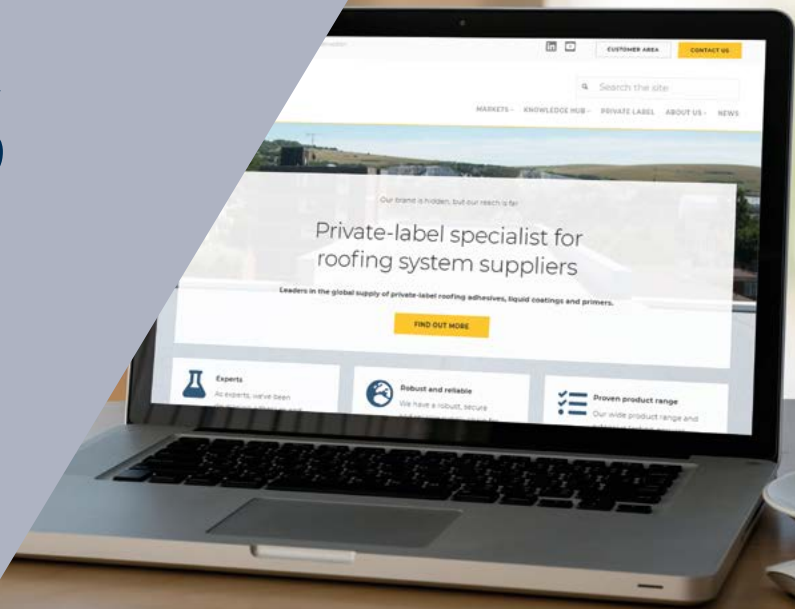 CUSTOMER AREA
CONTACT US
Search the site
MARKETS
KNOWLEDGE HUB
PRIVATE LABEL
ABOUT US
NEWS
Our brand is hidden, but our reach is far
Private-label specialist for
roofing system suppliers
Leaders in the global supply of private-label roofing adhesives, liquid coatings and primers.
FIND OUT MORE
Experts
As experts, we've been
Robust and reliable
We have a robust, secure
Proven product range
Our wide product range and